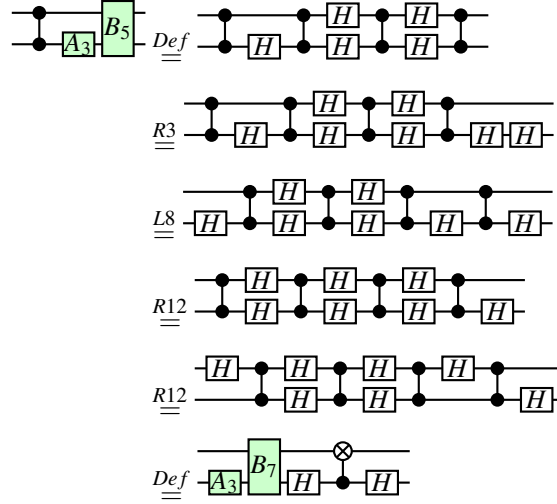 B₅ H H
A₃ Def = H H H
H H
R3 = H H H H H
H H
L8 = H H H H H
H H H
R12 = H H H H
H H H H
R12 = H H H
B₇
Def = A₃ H H